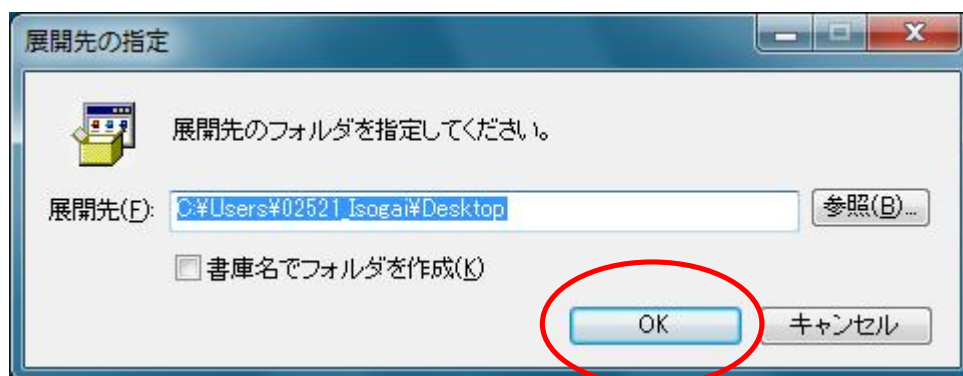 展開先の指定
展開先のフォルダを指定してください。
展開先(F): C:¥Users¥02521_Isogai¥Desktop 参照(B)...
書庫名でフォルダを作成(K)
OK キャンセル